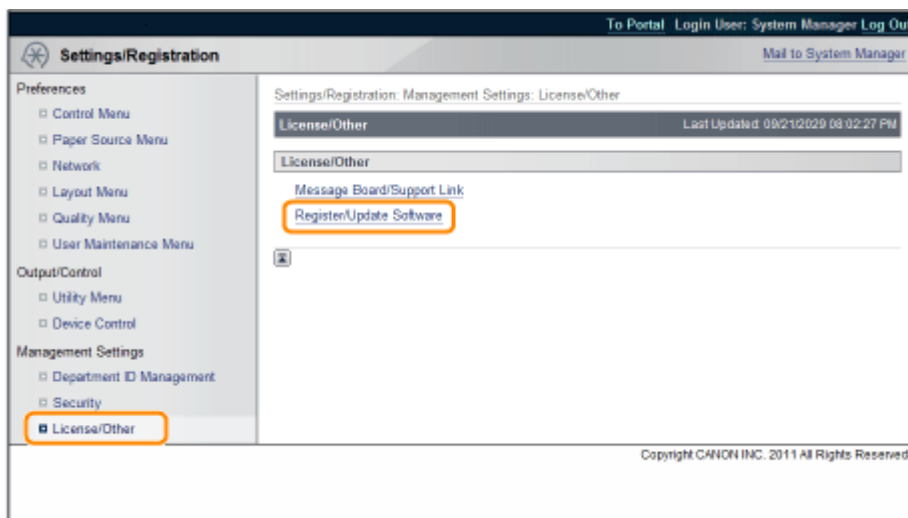 To Portal Login User: System Manager Log Ou
Settings/Registration
Mail to System Manager
Preferences
Control Menu
Paper Source Menu
Network
Layout Menu
Quality Menu
User Maintenance Menu
Output/Control
Utility Menu
Device Control
Management Settings
Department ID Management
Security
License/Other
Settings/Registration: Management Settings: License/Other
License/Other Last Updated: 09/21/2029 08:02:27 PM
License/Other
Message Board/Support Link
Register/Update Software
Copyright CANON INC. 2011 All Rights Reserved